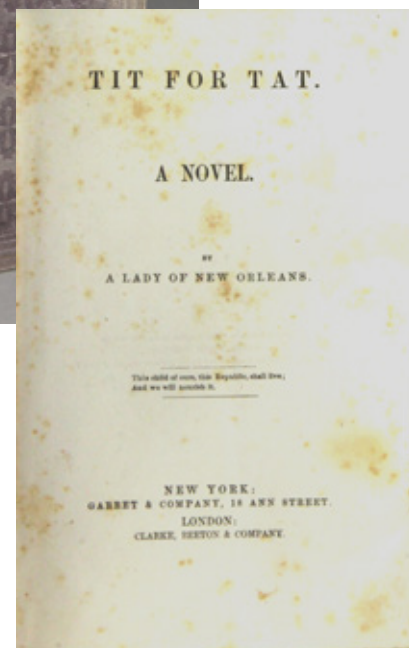 TIT FOR TAT.
A NOVEL.
BY
A LADY OF NEW ORLEANS.
This child of ours, this Republic, shall live;
And we will nourish it.
NEW YORK;
GARRET & COMPANY, 18 ANN STREET.
LONDON:
CLARKE, BEETON & COMPANY.